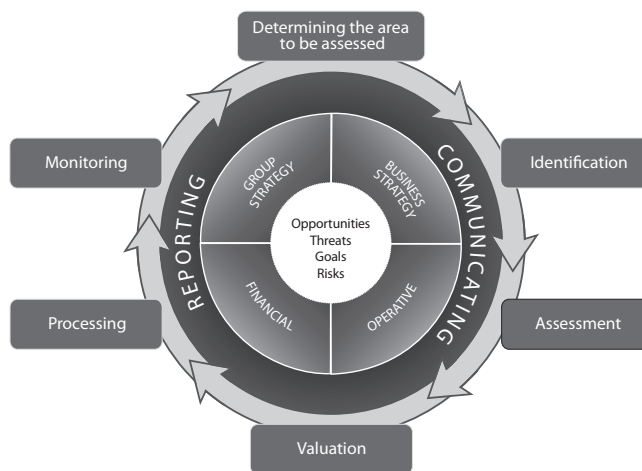 Determining the area
to be assessed
Monitoring
Identification
REPORTING
COMMUNICATING
GROUP
STRATEGY
BUSINESS
STRATEGY
Opportunities
Threats
Goals
Risks
FINANCIAL
OPERATIVE
Processing
Assessment
Valuation